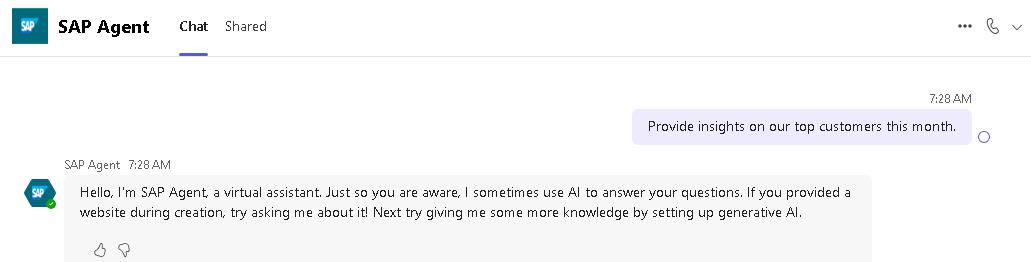 SAP
SAP Agent
Chat
Shared
7:28 AM
Provide insights on our top customers this month.
SAP Agent 7:28 AM
SAP
Hello, I'm SAP Agent, a virtual assistant. Just so you are aware, I sometimes use AI to answer your questions. If you provided a
website during creation, try asking me about it! Next try giving me some more knowledge by setting up generative AI.